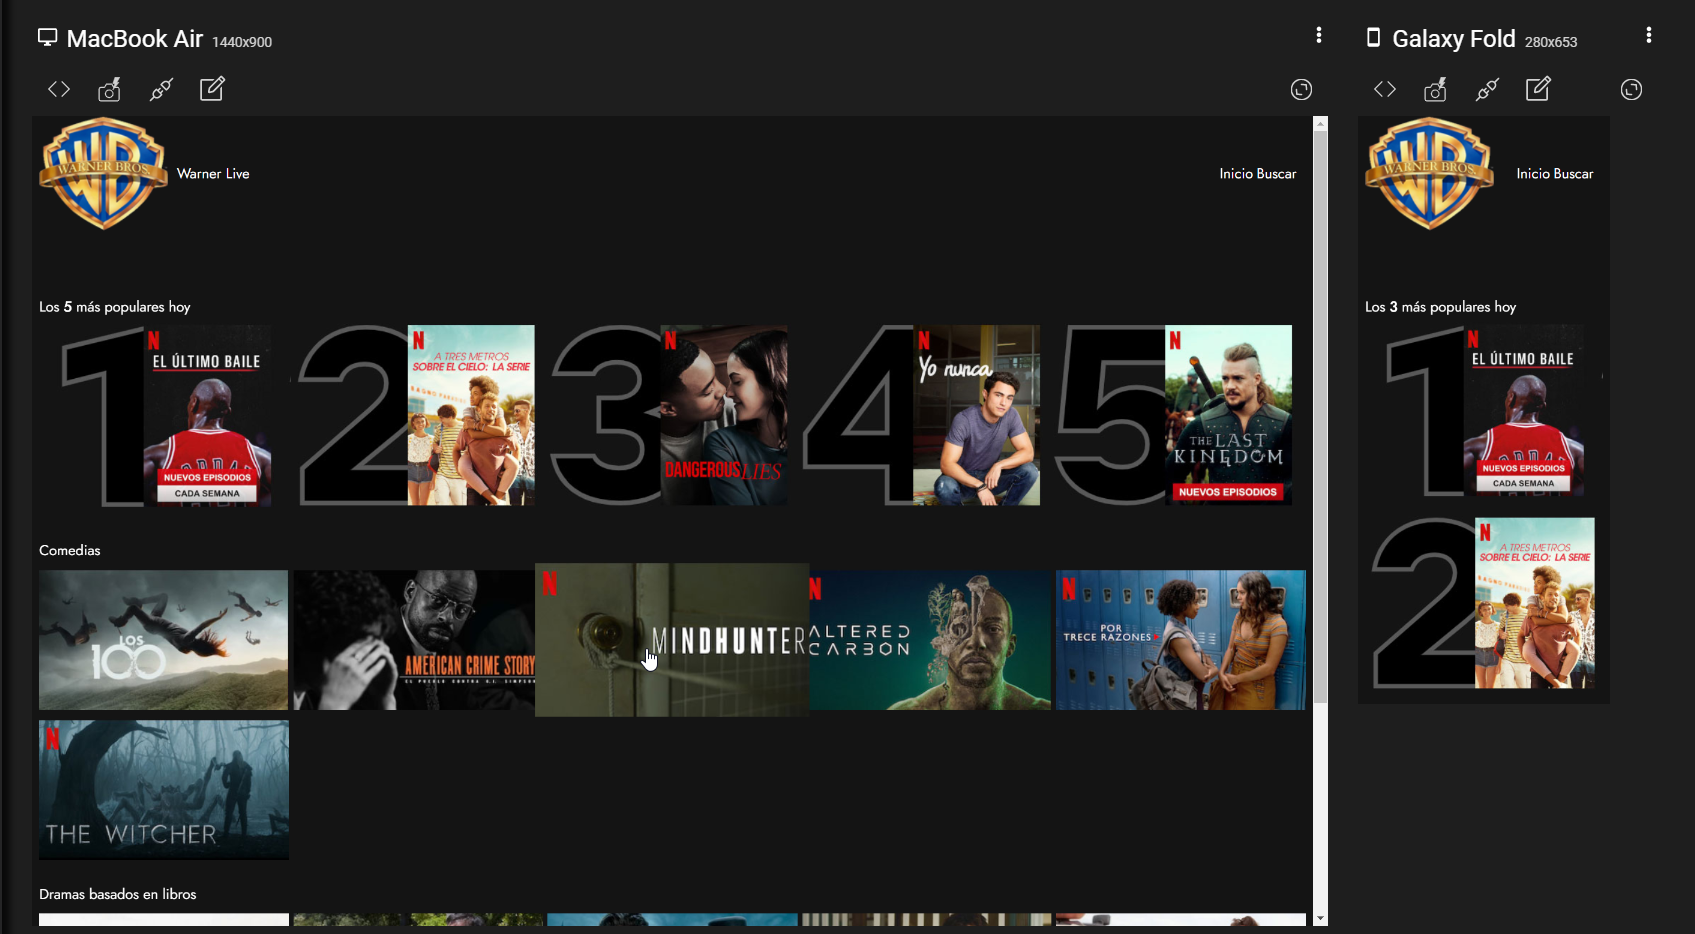 MacBook Air 1440x900
WARNER BROS.
Warner Live
Inicio Buscar
Los 5 más populares hoy
1
N
EL ÚLTIMO BAILE
NUEVOS EPISODIOS
CADA SEMANA
2
N
A TRES METROS
SOBRE EL CIELO: LA SERIE
3
N
DANGEROUS LIES
4
N
Yo nunca
5
N
THE LAST
KINGDOM
NUEVOS EPISODIOS
Comedias
LOS
100
AMERICAN CRIME STORY
N
MINDHUNTER
N
ALTERED
CARBON
N
POR
TRECE RAZONES
N
THE WITCHER
Dramas basados en libros
Galaxy Fold 280x653
WARNER BROS.
Inicio Buscar
Los 3 más populares hoy
1
N
EL ÚLTIMO BAILE
NUEVOS EPISODIOS
CADA SEMANA
2
N
A TRES METROS
SOBRE EL CIELO: LA SERIE